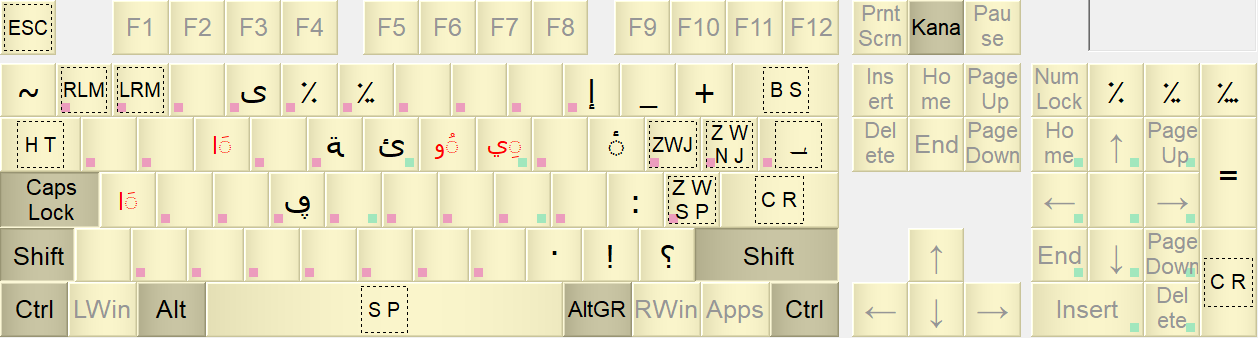 ESC F1 F2 F3 F4 F5 F6 F7 F8 F9 F10 F11 F12 Prnt Scrn Kana Pau se
~ RLM LRM ى ٪ ؉ إ _ + B S Ins ert Ho me Page Up Num Lock ٪ ؉ ؊
H T َا ة ئ ُو ِي ٔ ZWJ Z W N J Del ete End Page Down Ho me ↑ Page Up =
Caps Lock َا ڥ : Z W S P C R ← →
Shift · ! ؟ Shift ↑ End ↓ Page Down C R
Ctrl LWin Alt S P AltGR RWin Apps Ctrl ← ↓ → Insert Del ete